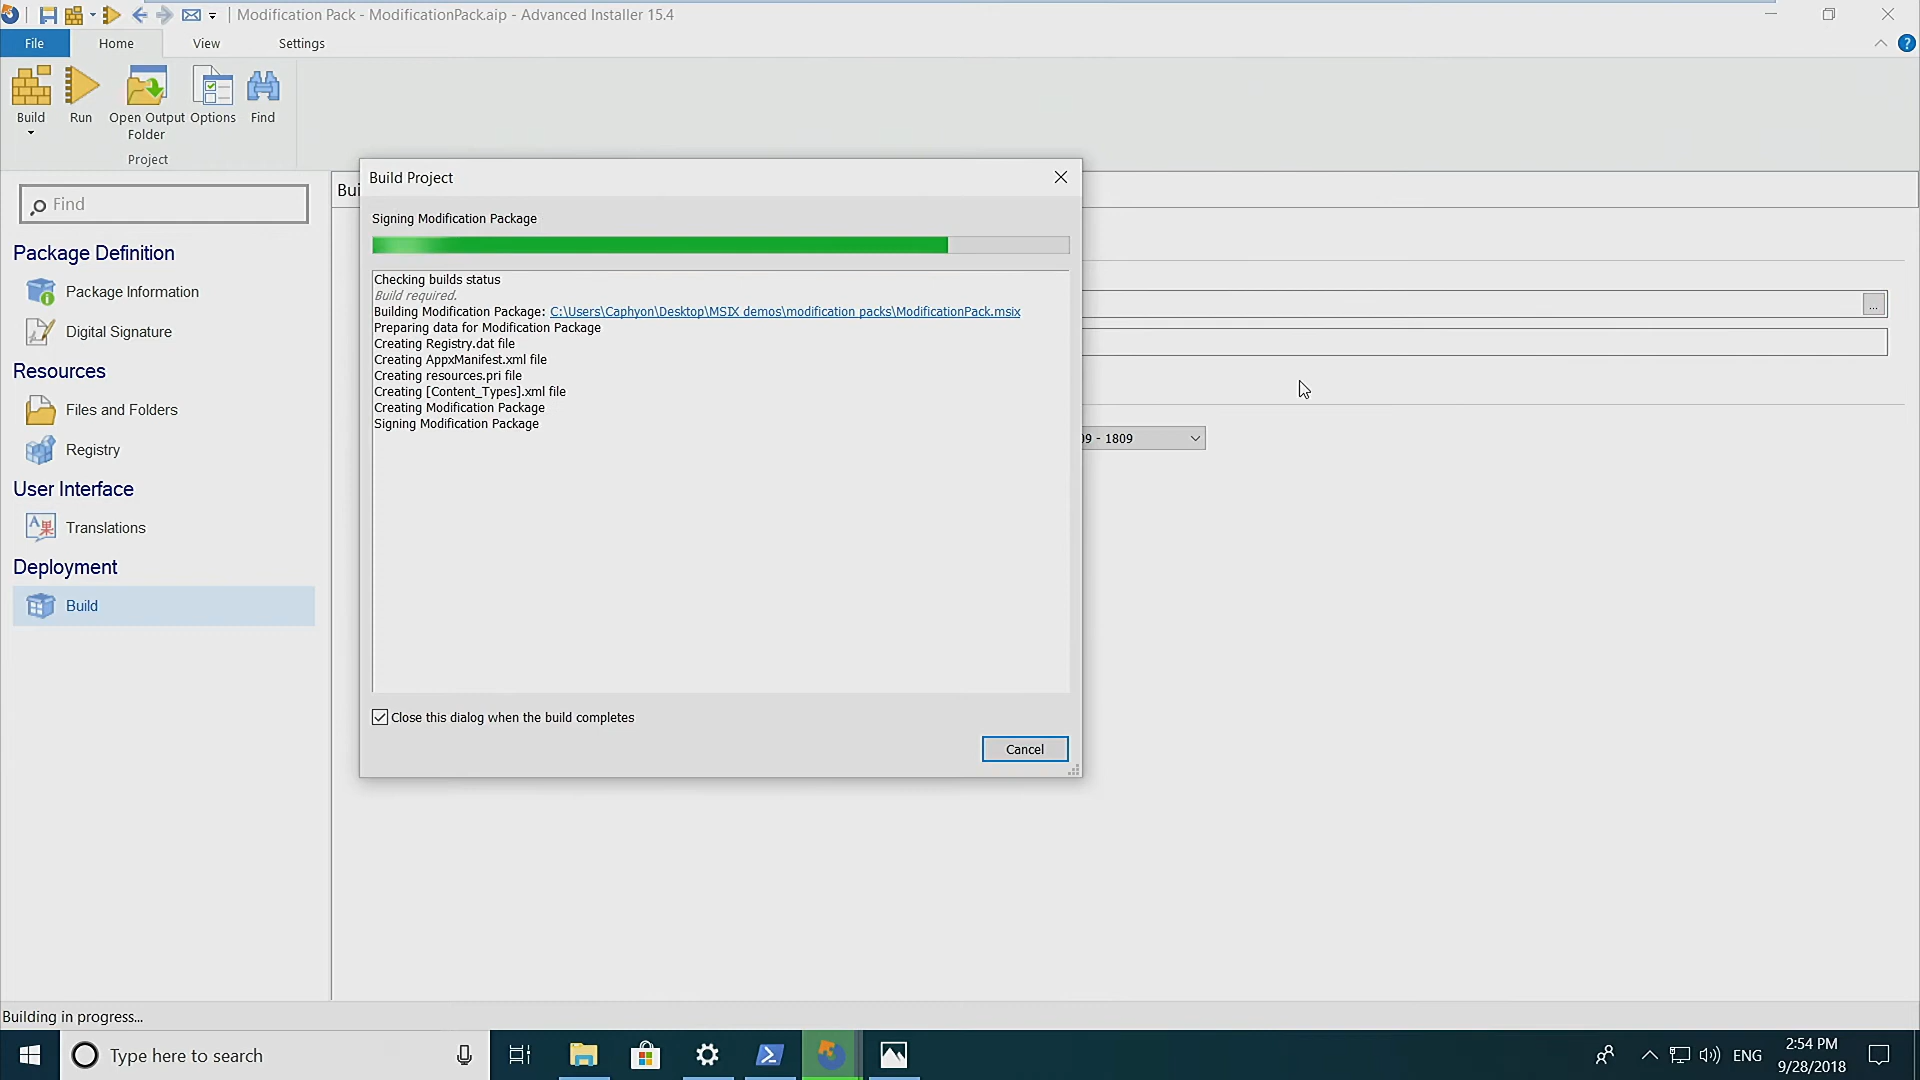 Modification Pack - ModificationPack.aip - Advanced Installer 15.4
File
Home
View
Settings
Build
Run
Open Output Folder
Options
Find
Project
Find
Package Definition
Package Information
Digital Signature
Resources
Files and Folders
Registry
User Interface
Translations
Deployment
Build
Bui
Build Project
Signing Modification Package
Checking builds status
Build required.
Building Modification Package: C:\Users\Caphyon\Desktop\MSIX demos\modification packs\ModificationPack.msix
Preparing data for Modification Package
Creating Registry.dat file
Creating AppxManifest.xml file
Creating resources.pri file
Creating [Content_Types].xml file
Creating Modification Package
Signing Modification Package
Close this dialog when the build completes
Cancel
...
09 - 1809
Building in progress...
Type here to search
ENG
2:54 PM
9/28/2018